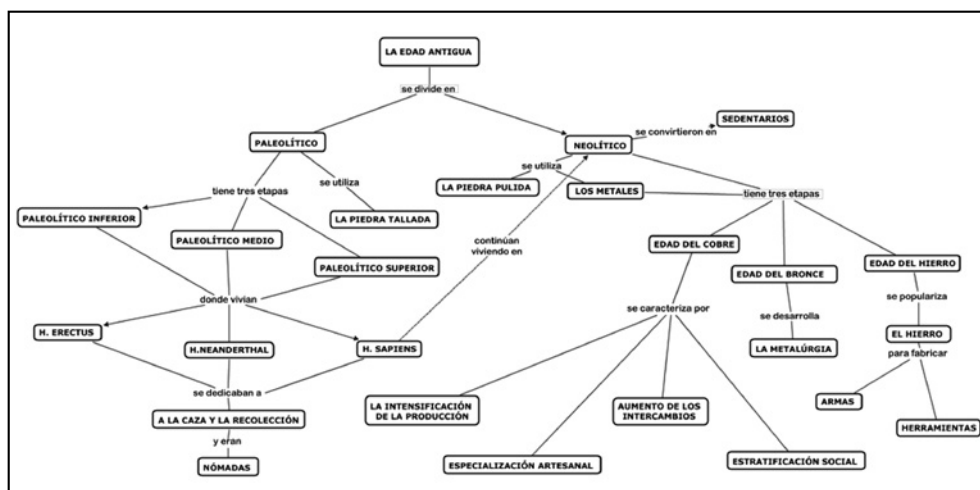 LA EDAD ANTIGUA
se divide en
SEDENTARIOS
se convirtieron en
PALEOLÍTICO
NEOLÍTICO
se utiliza
se utiliza
LA PIEDRA PULIDA
LOS METALES
tiene tres etapas
tiene tres etapas
PALEOLÍTICO INFERIOR
LA PIEDRA TALLADA
PALEOLÍTICO MEDIO
continúan
viviendo en
EDAD DEL COBRE
PALEOLÍTICO SUPERIOR
EDAD DEL BRONCE
EDAD DEL HIERRO
donde vivian
se populariza
se caracteriza por
se desarrolla
H. ERECTUS
EL HIERRO
H.NEANDERTHAL
H. SAPIENS
LA METALÚRGIA
para fabricar
se dedicaban a
A LA CAZA Y LA RECOLECCIÓN
LA INTENSIFICACIÓN
DE LA PRODUCCIÓN
AUMENTO DE LOS
INTERCAMBIOS
ARMAS
HERRAMIENTAS
y eran
NÓMADAS
ESPECIALIZACIÓN ARTESANAL
ESTRATIFICACIÓN SOCIAL